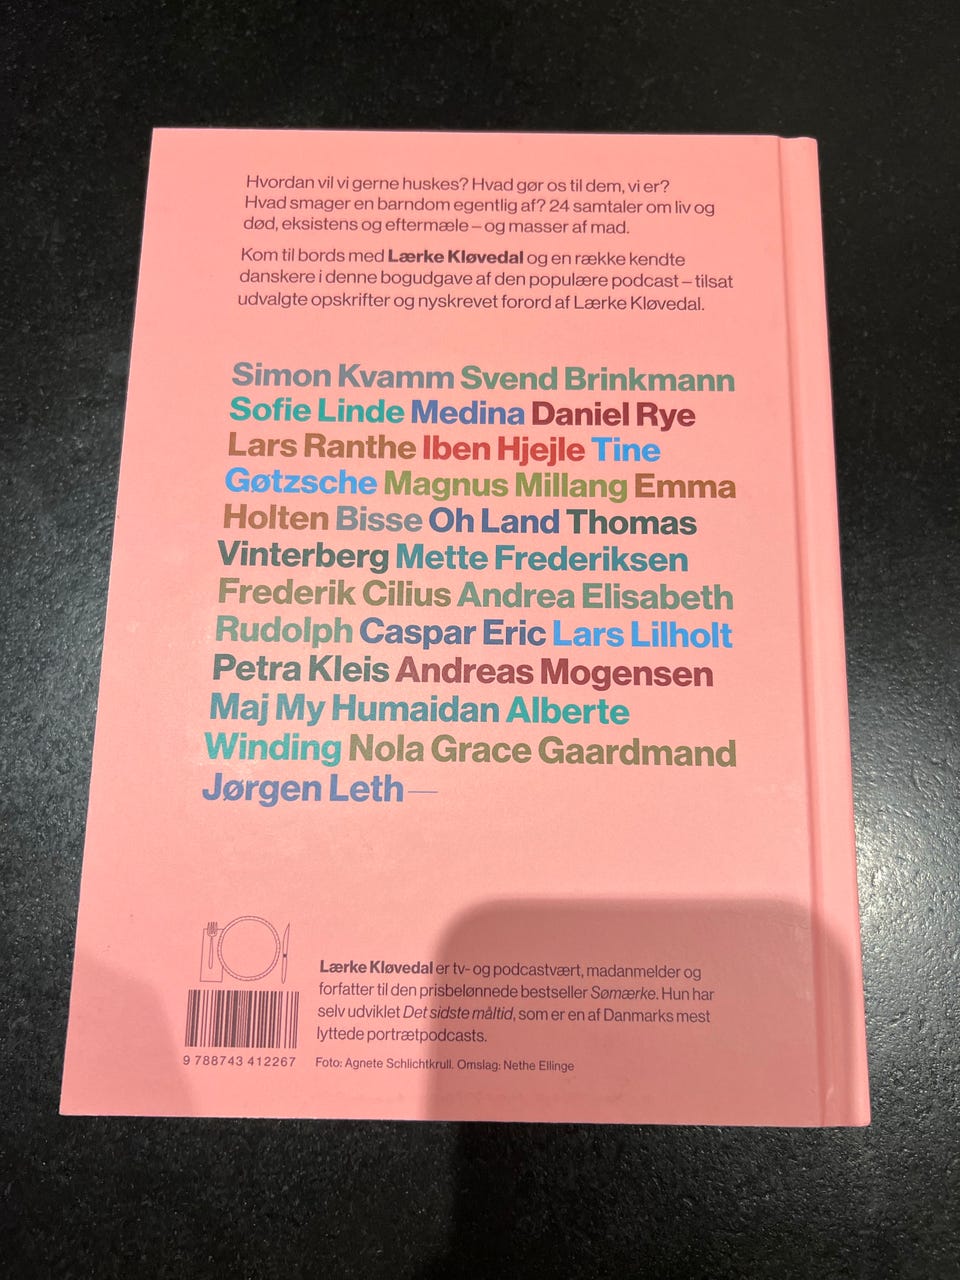 Hvordan vil vi gerne huskes? Hvad gør os til dem, vi er?
Hvad smager en barndom egentlig af? 24 samtaler om liv og
død, eksistens og eftermæle – og masser af mad.
Kom til bords med Lærke Kløvedal og en række kendte
danskere i denne bogudgave af den populære podcast – tilsat
udvalgte opskrifter og nyskrevet forord af Lærke Kløvedal.
Simon Kvamm Svend Brinkmann
Sofie Linde Medina Daniel Rye
Lars Ranthe Iben Hjejle Tine
Gøtzsche Magnus Millang Emma
Holten Bisse Oh Land Thomas
Vinterberg Mette Frederiksen
Frederik Cilius Andrea Elisabeth
Rudolph Caspar Eric Lars Lilholt
Petra Kleis Andreas Mogensen
Maj My Humaidan Alberte
Winding Nola Grace Gaardmand
Jørgen Leth —
Lærke Kløvedal er tv- og podcastvært, madanmelder og
forfatter til den prisbelønnede bestseller Sømærke. Hun har
selv udviklet Det sidste måltid, som er en af Danmarks mest
lyttede portrætpodcasts.
9 788743 412267
Foto: Agnete Schlichtkrull. Omslag: Nethe Ellinge